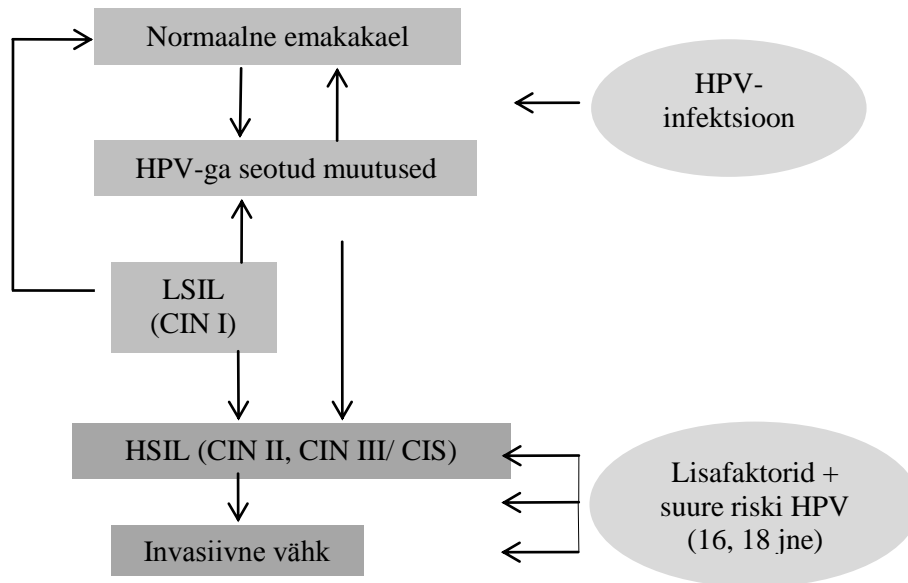 Normaalne emakakael
HPV-
infektsioon
HPV-ga seotud muutused
LSIL
(CIN I)
HSIL (CIN II, CIN III/ CIS)
Lisafaktorid +
suure riski HPV
(16, 18 jne)
Invasiivne vähk